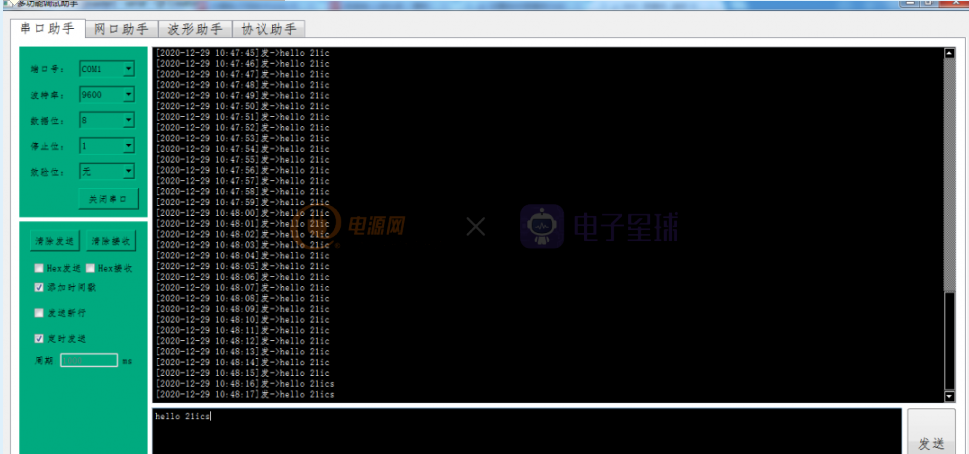 多功能调试助手
串口助手 网口助手 波形助手 协议助手
端口号： COM1
波特率： 9600
数据位： 8
停止位： 1
效验位： 无
关闭串口
清除发送 清除接收
Hex发送 Hex接收
添加时间戳
发送新行
定时发送
周期 ms
[2020-12-29 10:47:45]发->hello 21ic
[2020-12-29 10:47:46]发->hello 21ic
[2020-12-29 10:47:47]发->hello 21ic
[2020-12-29 10:47:48]发->hello 21ic
[2020-12-29 10:47:49]发->hello 21ic
[2020-12-29 10:47:50]发->hello 21ic
[2020-12-29 10:47:51]发->hello 21ic
[2020-12-29 10:47:52]发->hello 21ic
[2020-12-29 10:47:53]发->hello 21ic
[2020-12-29 10:47:54]发->hello 21ic
[2020-12-29 10:47:55]发->hello 21ic
[2020-12-29 10:47:56]发->hello 21ic
[2020-12-29 10:47:57]发->hello 21ic
[2020-12-29 10:47:58]发->hello 21ic
[2020-12-29 10:47:59]发->hello 21ic
[2020-12-29 10:48:00]发->hello 21ic
[2020-12-29 10:48:01]发->hello 21ic
[2020-12-29 10:48:02]发->hello 21ic
[2020-12-29 10:48:03]发->hello 21ic
[2020-12-29 10:48:04]发->hello 21ic
[2020-12-29 10:48:05]发->hello 21ic
[2020-12-29 10:48:06]发->hello 21ic
[2020-12-29 10:48:07]发->hello 21ic
[2020-12-29 10:48:08]发->hello 21ic
[2020-12-29 10:48:09]发->hello 21ic
[2020-12-29 10:48:10]发->hello 21ic
[2020-12-29 10:48:11]发->hello 21ic
[2020-12-29 10:48:12]发->hello 21ic
[2020-12-29 10:48:13]发->hello 21ic
[2020-12-29 10:48:14]发->hello 21ic
[2020-12-29 10:48:15]发->hello 21ic
[2020-12-29 10:48:16]发->hello 21ics
[2020-12-29 10:48:17]发->hello 21ics
电源网 × 电子星球
hello 21ics
发送